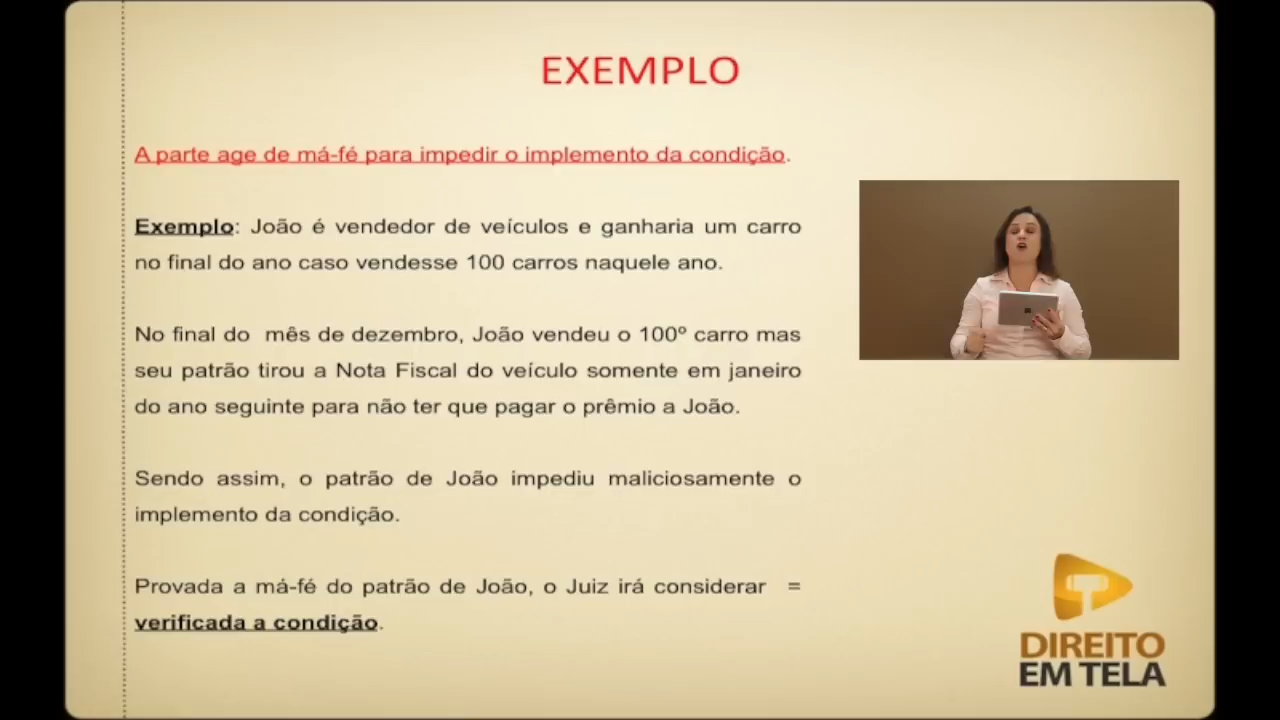 EXEMPLO
A parte age de má-fé para impedir o implemento da condição.
Exemplo: João é vendedor de veículos e ganharia um carro
no final do ano caso vendesse 100 carros naquele ano.
No final do mês de dezembro, João vendeu o 100º carro mas
seu patrão tirou a Nota Fiscal do veículo somente em janeiro
do ano seguinte para não ter que pagar o prêmio a João.
Sendo assim, o patrão de João impediu maliciosamente o
implemento da condição.
Provada a má-fé do patrão de João, o Juiz irá considerar =
verificada a condição.
DIREITO
EM TELA